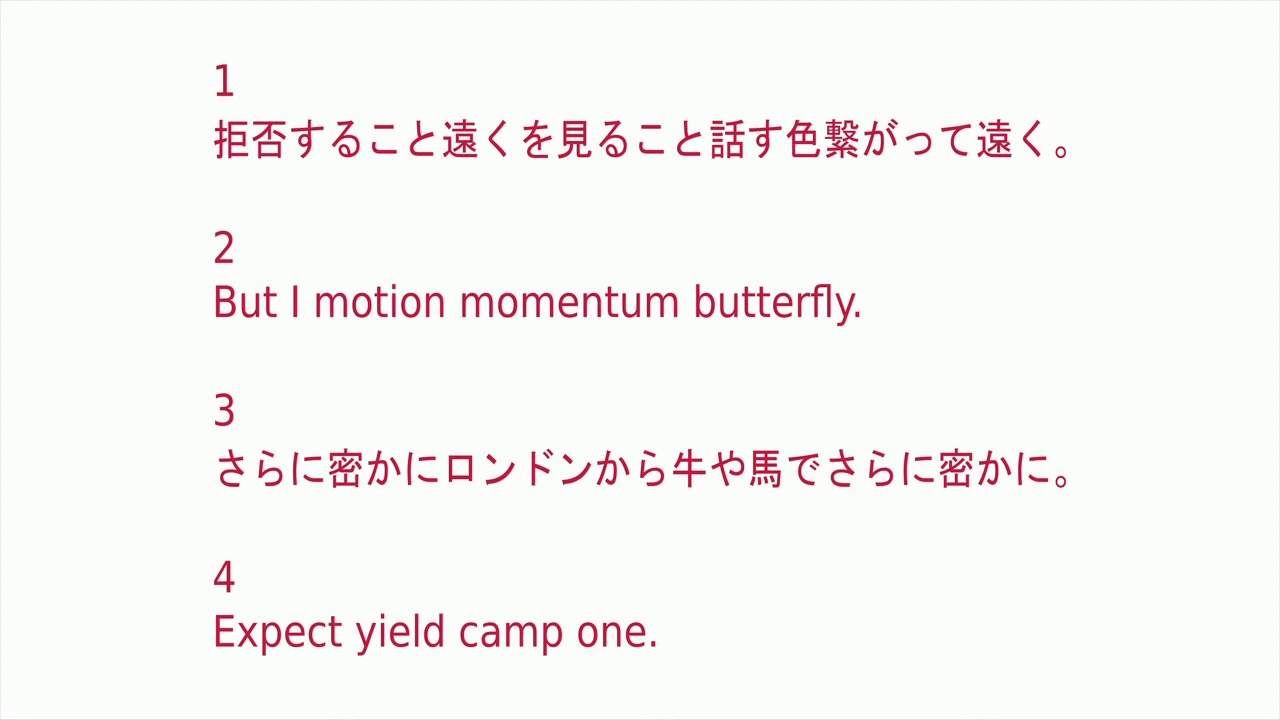 1
拒否すること遠くを見ること話す色繋がって遠く。
2
But I motion momentum butterfly.
3
さらに密かにロンドンから牛や馬でさらに密かに。
4
Expect yield camp one.